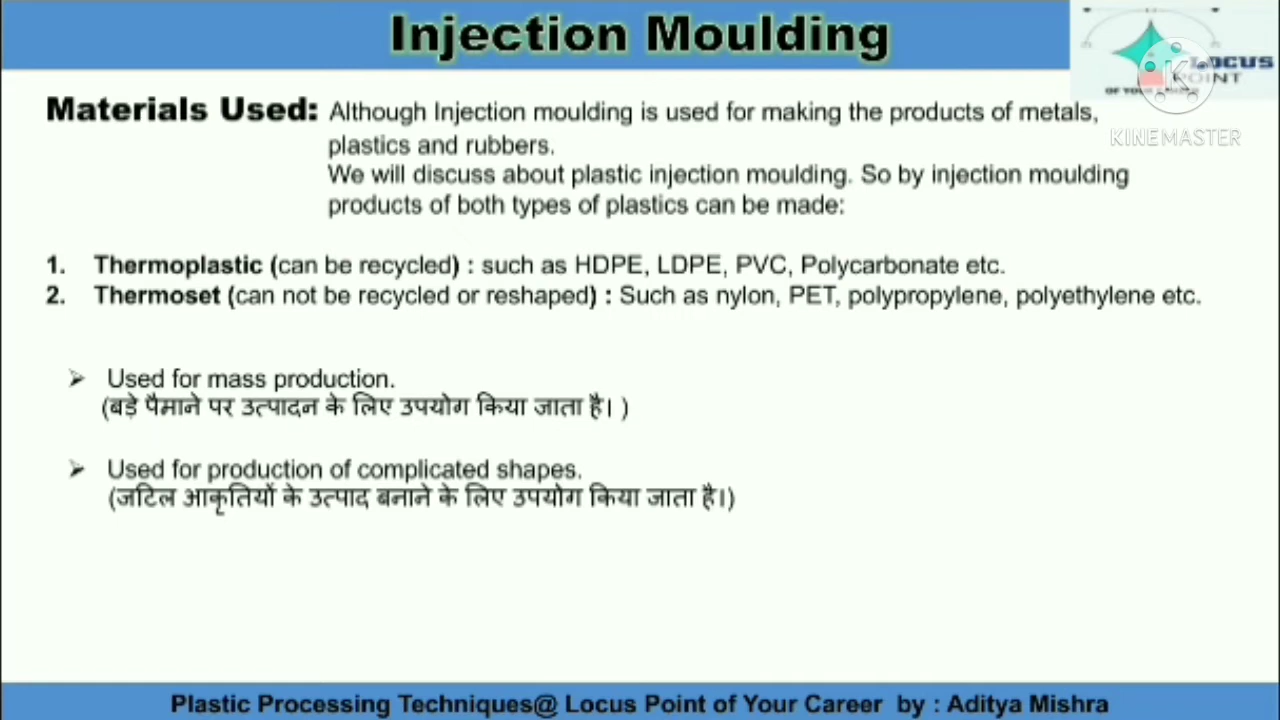 Injection Moulding
LOCUS
POINT
KINEMASTER
Materials Used: Although Injection moulding is used for making the products of metals,
plastics and rubbers.
We will discuss about plastic injection moulding. So by injection moulding
products of both types of plastics can be made:
1. Thermoplastic (can be recycled) : such as HDPE, LDPE, PVC, Polycarbonate etc.
2. Thermoset (can not be recycled or reshaped) : Such as nylon, PET, polypropylene, polyethylene etc.
➢ Used for mass production.
(बड़े पैमाने पर उत्पादन के लिए उपयोग किया जाता है। )
➢ Used for production of complicated shapes.
(जटिल आकृतियों के उत्पाद बनाने के लिए उपयोग किया जाता है।)
Plastic Processing Techniques@ Locus Point of Your Career by : Aditya Mishra